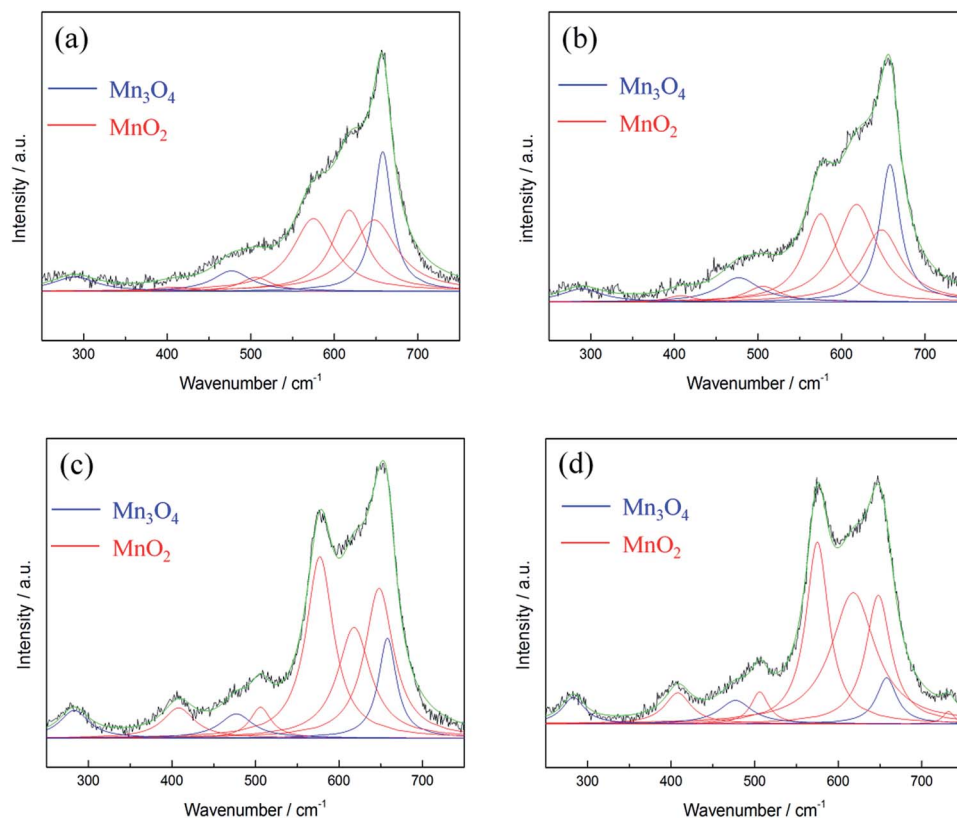 (a)
Mn₃O₄
MnO₂
Intensity / a.u.
300 400 500 600 700
Wavenumber / cm⁻¹
(b)
Mn₃O₄
MnO₂
intensity / a.u.
300 400 500 600 700
Wavenumber / cm⁻¹
(c)
Mn₃O₄
MnO₂
Intensity / a.u.
300 400 500 600 700
Wavenumber / cm⁻¹
(d)
Mn₃O₄
MnO₂
Intensity / a.u.
300 400 500 600 700
Wavenumber / cm⁻¹